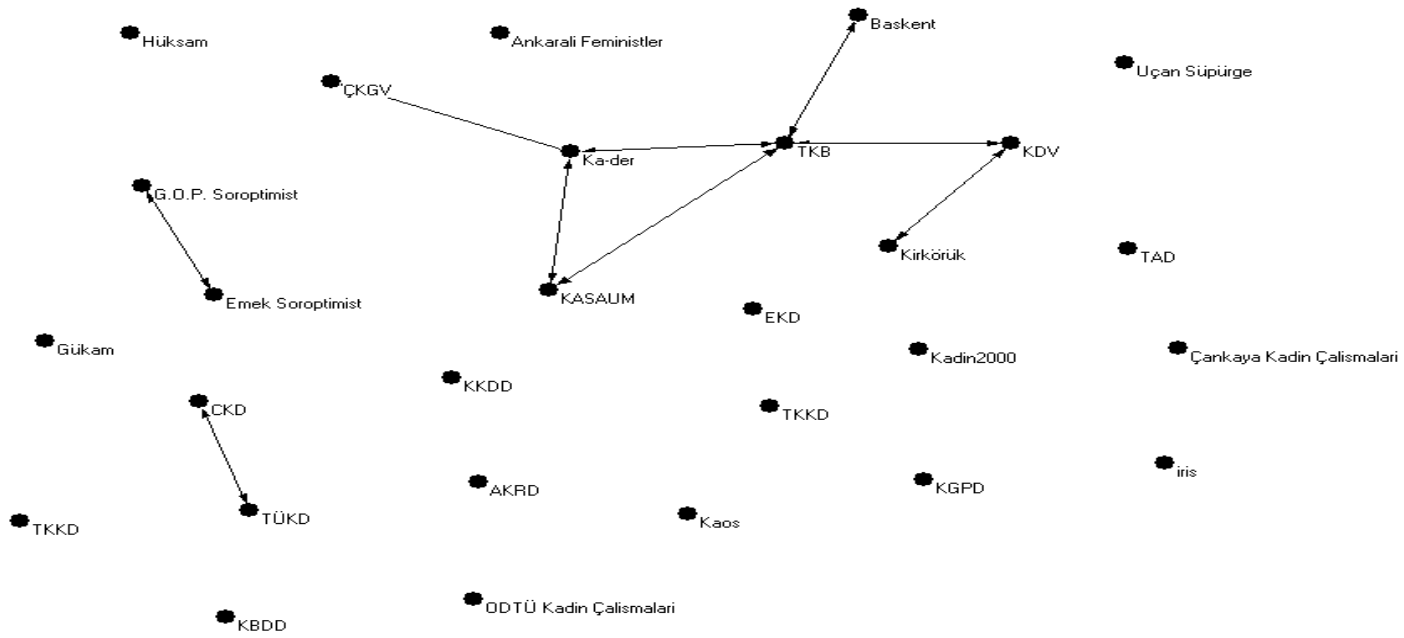 Baskent
Hüksam
Ankarali Feministler
Uçan Süpürge
ÇKGV
Ka-der
TKB
KDV
G.O.P. Soroptimist
Kirkörük
TAD
Emek Soroptimist
KASAUM
EKD
Gükam
Kadin2000
Çankaya Kadin Çalismalari
KKDD
CKD
TKKD
iris
AKRD
KGPD
TÜKD
Kaos
TKKD
ODTÜ Kadin Çalismalari
KBDD